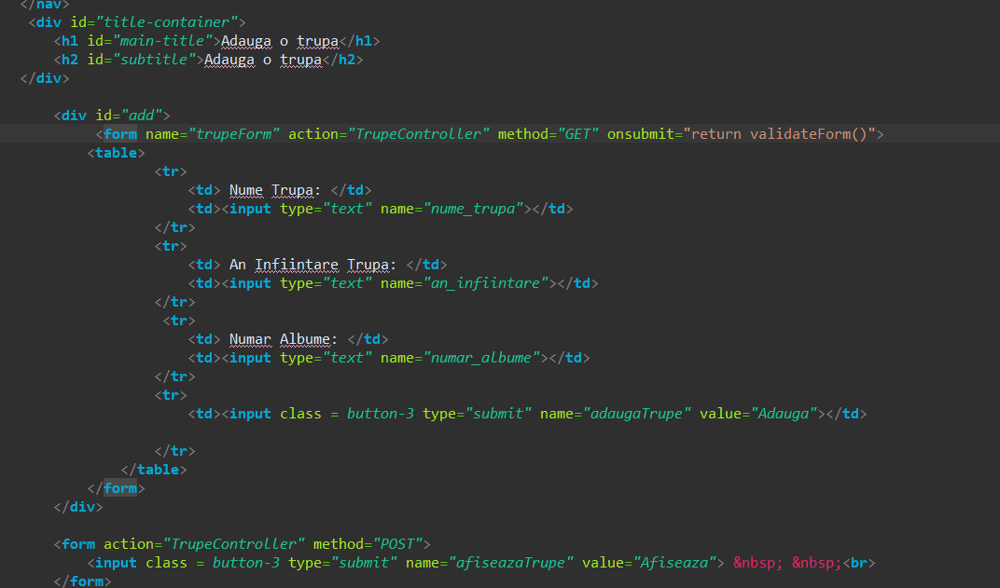 </nav>
<div id="title-container">
<h1 id="main-title">Adauga o trupa</h1>
<h2 id="subtitle">Adauga o trupa</h2>
</div>
<div id="add">
<form name="trupeForm" action="TrupeController" method="GET" onsubmit="return validateForm()">
<table>
<tr>
<td> Nume Trupa: </td>
<td><input type="text" name="nume_trupa"></td>
</tr>
<tr>
<td> An Infiintare Trupa: </td>
<td><input type="text" name="an_infiintare"></td>
</tr>
<tr>
<td> Numar Albume: </td>
<td><input type="text" name="numar_albume"></td>
</tr>
<tr>
<td><input class = button-3 type="submit" name="adaugaTrupe" value="Adauga"></td>
</tr>
</table>
</form>
</div>
<form action="TrupeController" method="POST">
<input class = button-3 type="submit" name="afiseazaTrupe" value="Afiseaza"> &nbsp; &nbsp;<br>
</form>